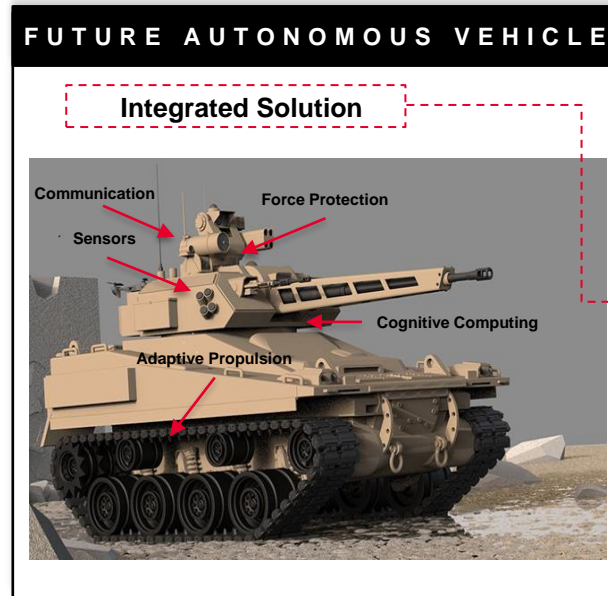 FUTURE AUTONOMOUS VEHICLE
Integrated Solution
Communication
Force Protection
Sensors
Cognitive Computing
Adaptive Propulsion